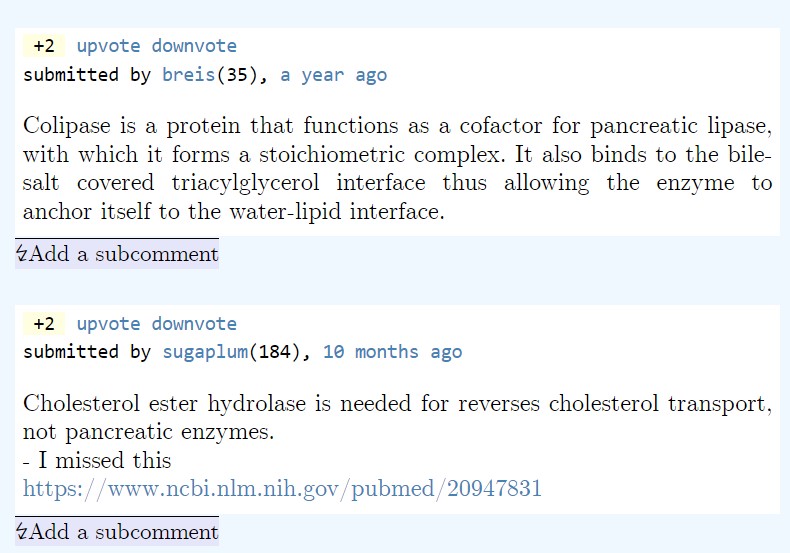 +2 upvote downvote
submitted by breis(35), a year ago
Colipase is a protein that functions as a cofactor for pancreatic lipase,
with which it forms a stoichiometric complex. It also binds to the bile-
salt covered triacylglycerol interface thus allowing the enzyme to
anchor itself to the water-lipid interface.
↯Add a subcomment
+2 upvote downvote
submitted by sugaplum(184), 10 months ago
Cholesterol ester hydrolase is needed for reverses cholesterol transport,
not pancreatic enzymes.
- I missed this
https://www.ncbi.nlm.nih.gov/pubmed/20947831
↯Add a subcomment